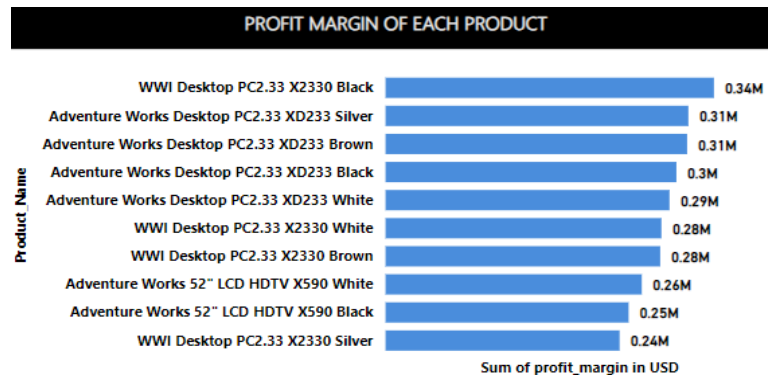 PROFIT MARGIN OF EACH PRODUCT
Product_Name
WWI Desktop PC2.33 X2330 Black 0.34M
Adventure Works Desktop PC2.33 XD233 Silver 0.31M
Adventure Works Desktop PC2.33 XD233 Brown 0.31M
Adventure Works Desktop PC2.33 XD233 Black 0.3M
Adventure Works Desktop PC2.33 XD233 White 0.29M
WWI Desktop PC2.33 X2330 White 0.28M
WWI Desktop PC2.33 X2330 Brown 0.28M
Adventure Works 52" LCD HDTV X590 White 0.26M
Adventure Works 52" LCD HDTV X590 Black 0.25M
WWI Desktop PC2.33 X2330 Silver 0.24M
Sum of profit_margin in USD